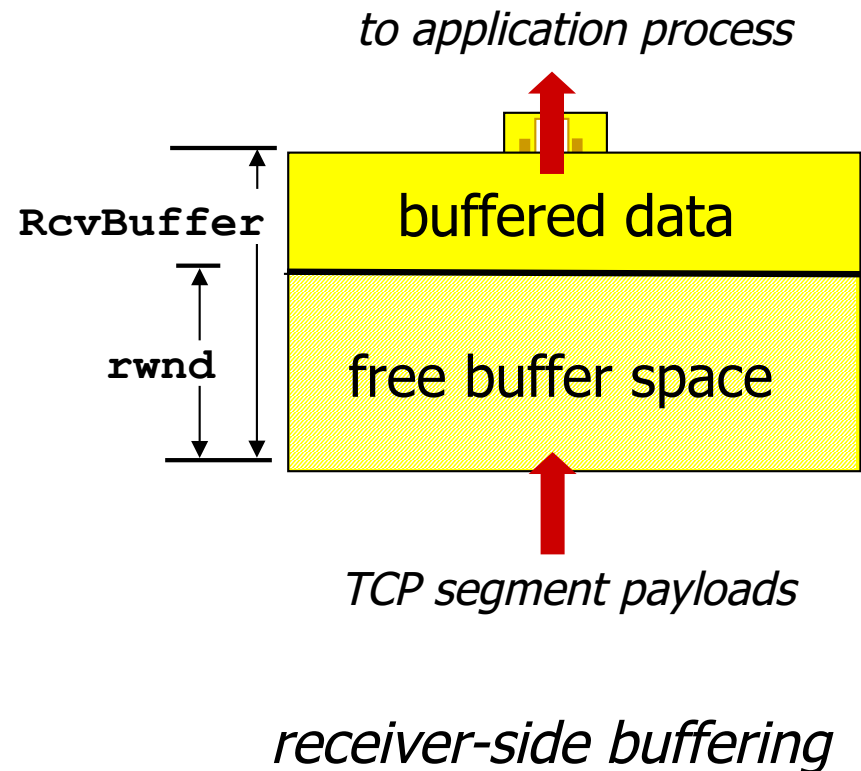 to application process
RcvBuffer
buffered data
rwnd
free buffer space
TCP segment payloads
receiver-side buffering